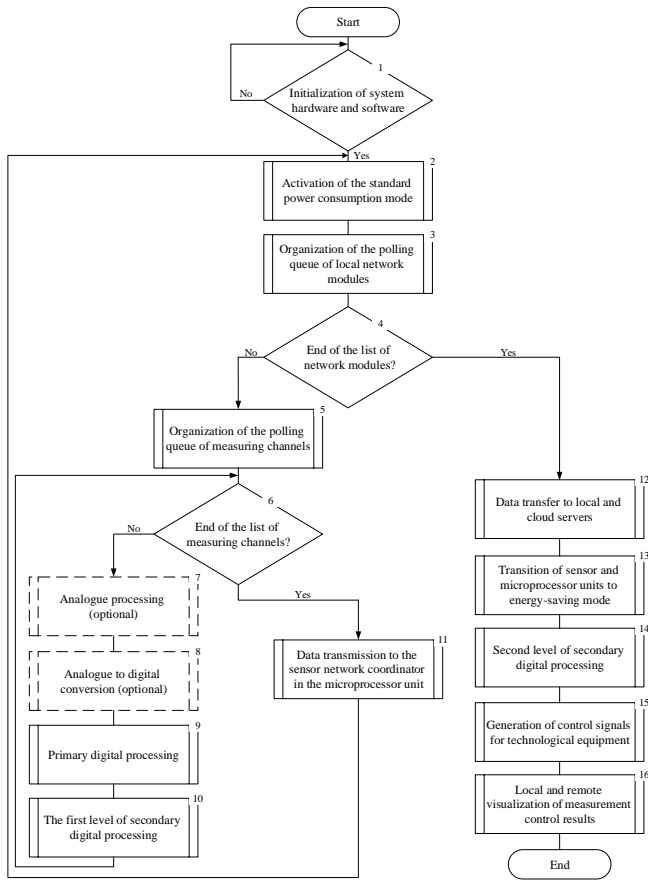 Start
1
Initialization of system
hardware and software
No
Yes
2
Activation of the standard
power consumption mode
3
Organization of the polling
queue of local network
modules
4
End of the list of
network modules?
No
Yes
5
Organization of the polling
queue of measuring channels
6
End of the list of
measuring channels?
No
Yes
7
Analogue processing
(optional)
8
Analogue to digital
conversion (optional)
9
Primary digital processing
10
The first level of secondary
digital processing
11
Data transmission to the
sensor network coordinator
in the microprocessor unit
12
Data transfer to local and
cloud servers
13
Transition of sensor and
microprocessor units to
energy-saving mode
14
Second level of secondary
digital processing
15
Generation of control signals
for technological equipment
16
Local and remote
visualization of measurement
control results
End